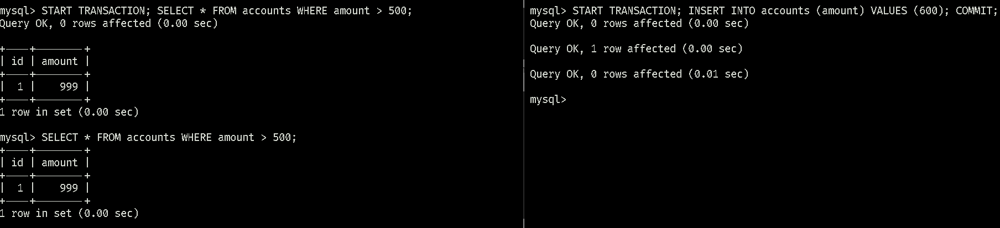 mysql> START TRANSACTION; SELECT * FROM accounts WHERE amount > 500;
Query OK, 0 rows affected (0.00 sec)
+----+--------+
| id | amount |
+----+--------+
|  1 |    999 |
+----+--------+
1 row in set (0.00 sec)
mysql> SELECT * FROM accounts WHERE amount > 500;
+----+--------+
| id | amount |
+----+--------+
|  1 |    999 |
+----+--------+
1 row in set (0.00 sec)
mysql> START TRANSACTION; INSERT INTO accounts (amount) VALUES (600); COMMIT;
Query OK, 0 rows affected (0.00 sec)
Query OK, 1 row affected (0.00 sec)
Query OK, 0 rows affected (0.01 sec)
mysql>